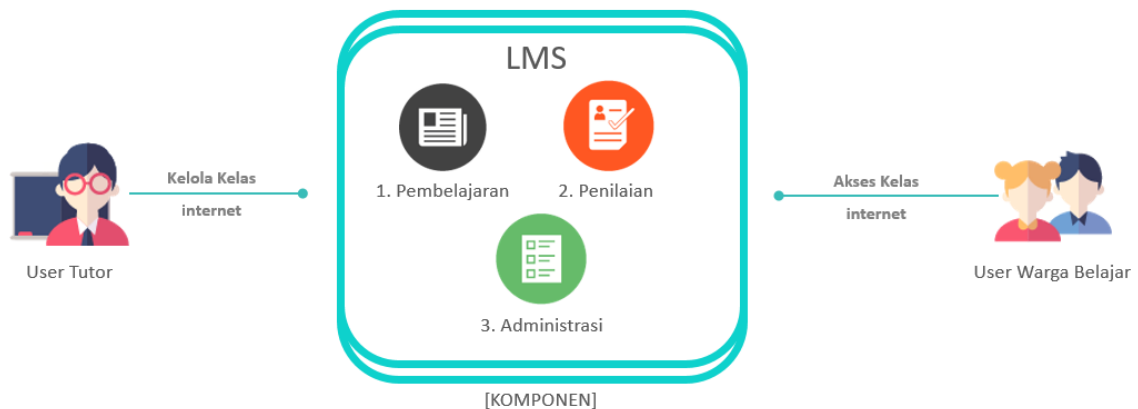 LMS
1. Pembelajaran
2. Penilaian
3. Administrasi
[KOMPONEN]
Kelola Kelas
internet
User Tutor
Akses Kelas
internet
User Warga Belajar